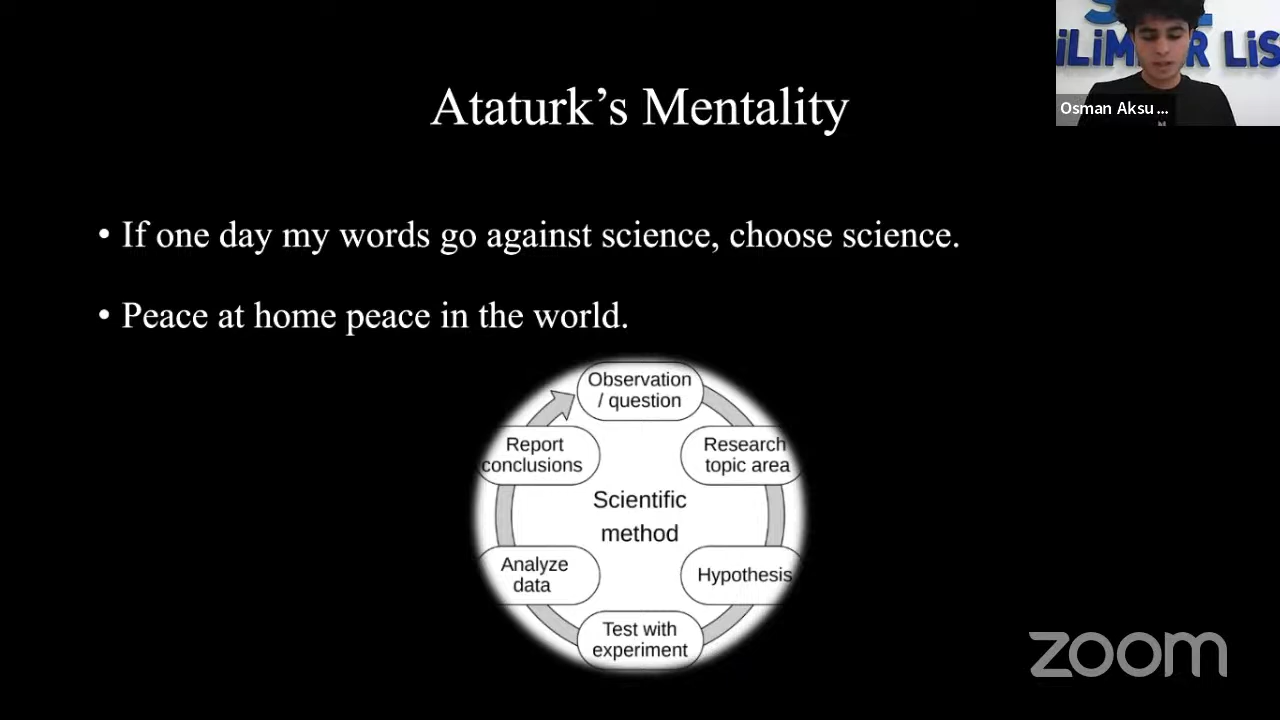 Ataturk’s Mentality
Osman Aksu ...
• If one day my words go against science, choose science.
• Peace at home peace in the world.
Observation
/ question
Research
topic area
Hypothesis
Test with
experiment
Analyze
data
Report
conclusions
Scientific
method
zoom